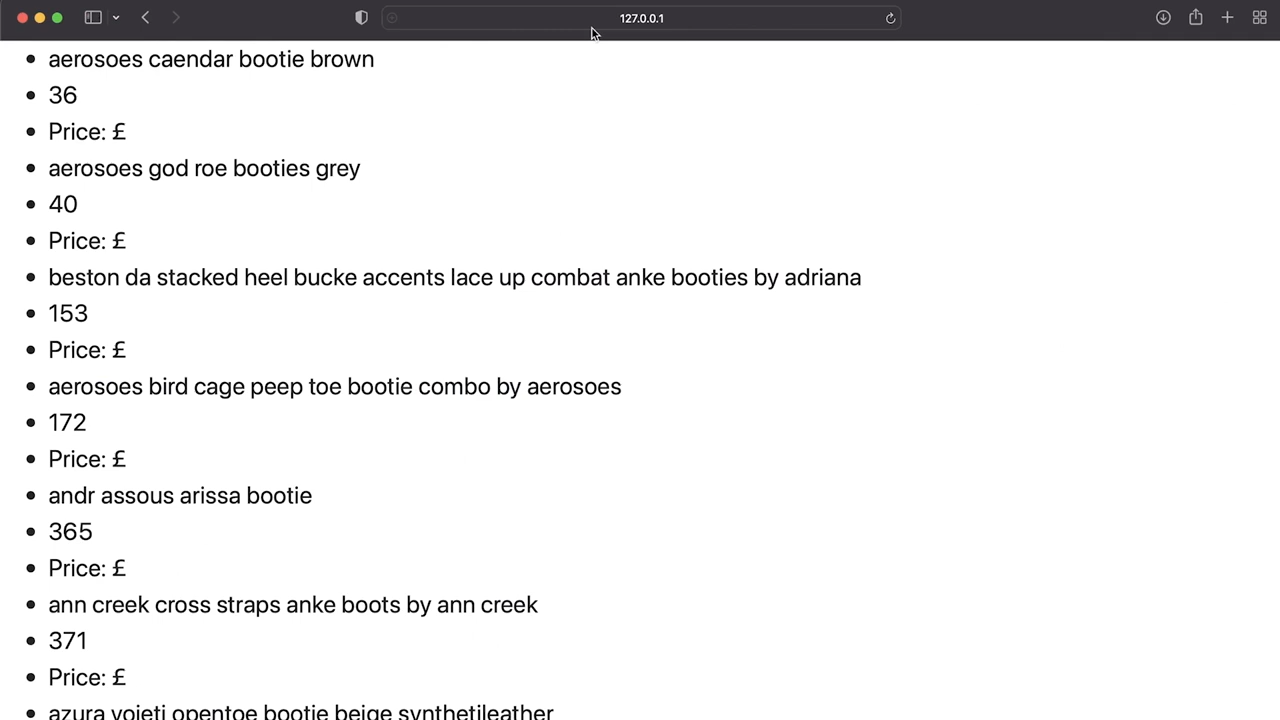 127.0.0.1
aerosoes caendar bootie brown
36
Price: £
aerosoes god roe booties grey
40
Price: £
beston da stacked heel bucke accents lace up combat anke booties by adriana
153
Price: £
aerosoes bird cage peep toe bootie combo by aerosoes
172
Price: £
andr assous arissa bootie
365
Price: £
ann creek cross straps anke boots by ann creek
371
Price: £
azura voieti opentoe bootie beige synthetileather